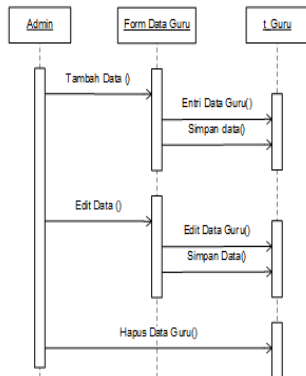 Admin
Form Data Guru
t_Guru
Tambah Data ()
Entri Data Guru()
Simpan data()
Edit Data ()
Edit Data Guru()
Simpan Data()
Hapus Data Guru()